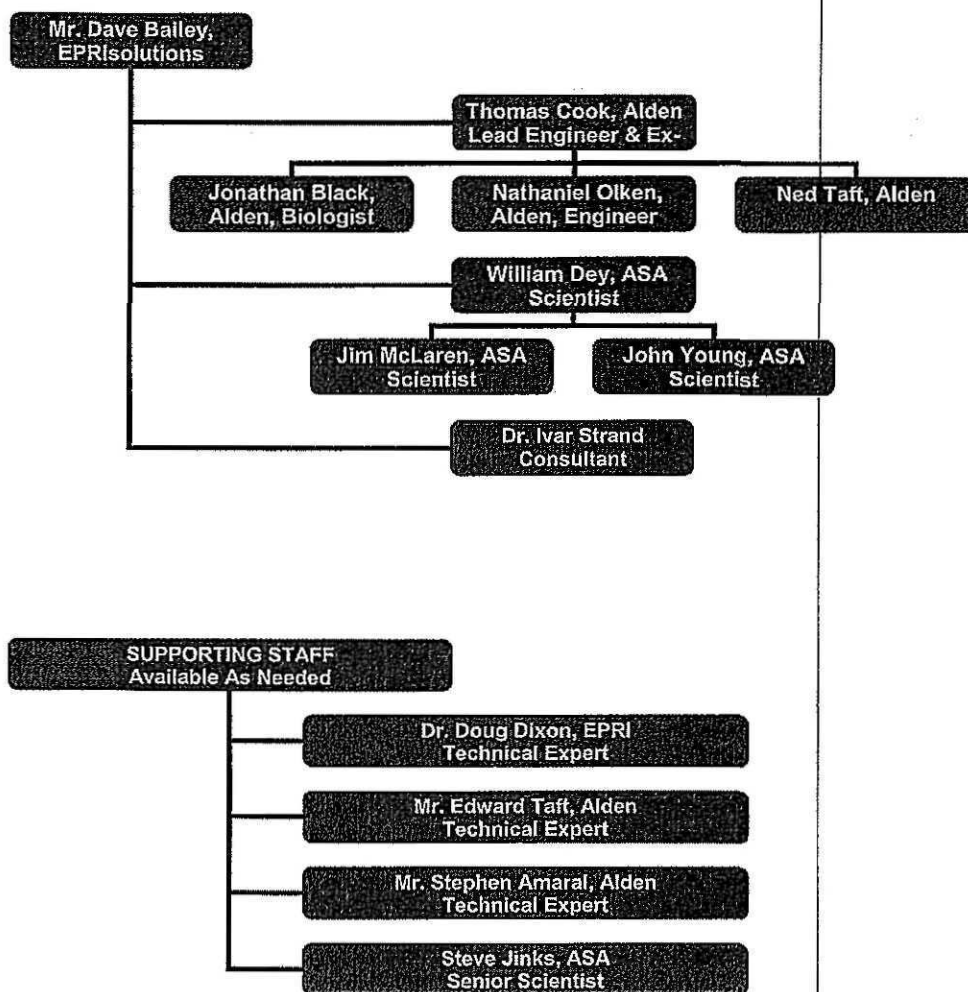 Mr. Dave Bailey,
EPRIsolutions
Thomas Cook, Alden
Lead Engineer & Ex-
Jonathan Black,
Alden, Biologist
Nathaniel Olken,
Alden, Engineer
Ned Taft, Alden
William Dey, ASA
Scientist
Jim McLaren, ASA
Scientist
John Young, ASA
Scientist
Dr. Ivar Strand
Consultant
SUPPORTING STAFF
Available As Needed
Dr. Doug Dixon, EPRI
Technical Expert
Mr. Edward Taft, Alden
Technical Expert
Mr. Stephen Amaral, Alden
Technical Expert
Steve Jinks, ASA
Senior Scientist